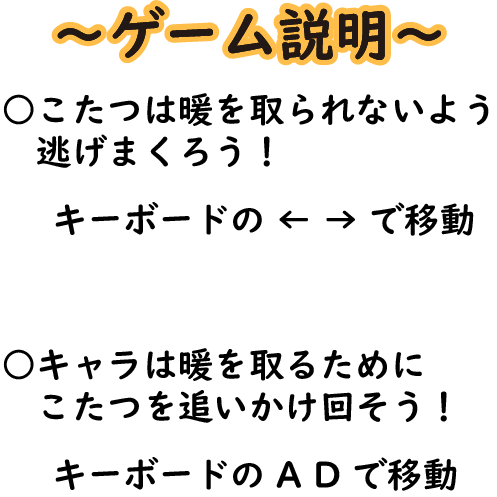 ～ゲーム説明～
〇こたつは暖を取られないよう
逃げまくろう！
キーボードの ← → で移動
〇キャラは暖を取るために
こたつを追いかけ回そう！
キーボードの A D で移動